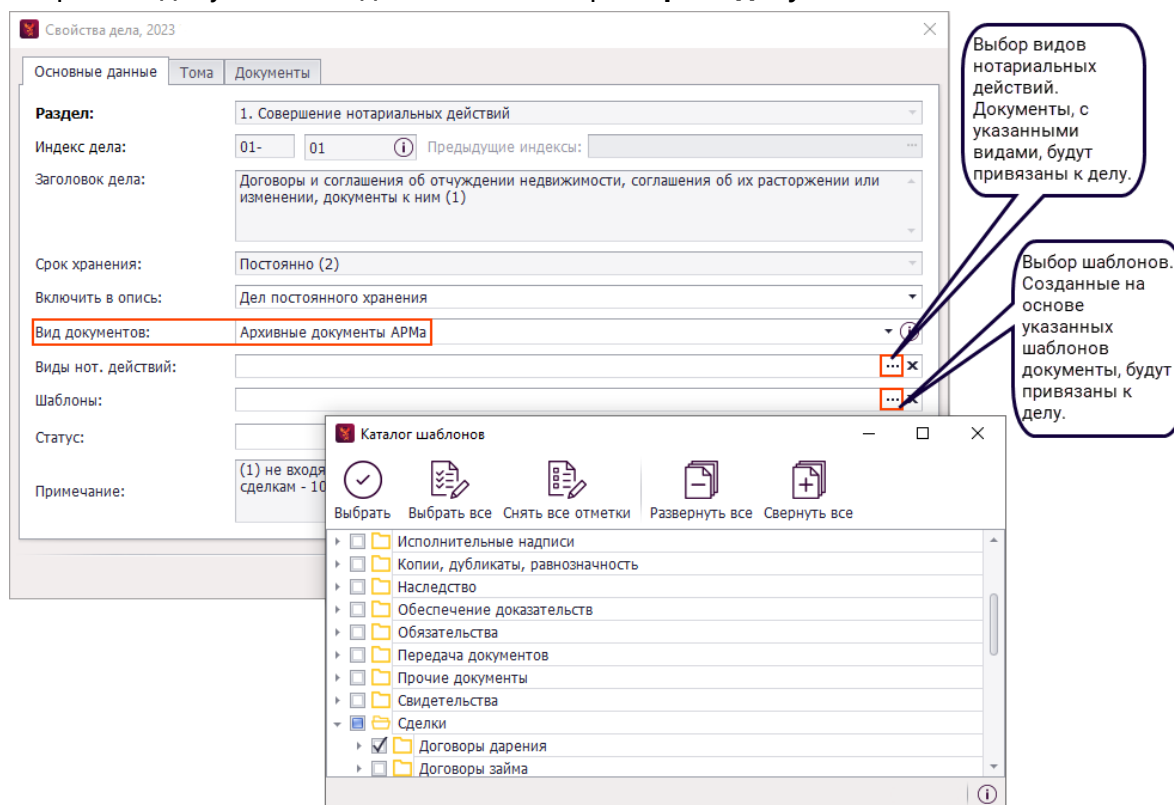 Свойства дела, 2023
Основные данные Тома Документы
Раздел: 1. Совершение нотариальных действий
Индекс дела: 01- 01 Предыдущие индексы:
Заголовок дела: Договоры и соглашения об отчуждении недвижимости, соглашения об их расторжении или
изменении, документы к ним (1)
Срок хранения: Постоянно (2)
Включить в опись: Дел постоянного хранения
Вид документов: Архивные документы АРМа
Виды нот. действий:
Шаблоны:
Статус:
Примечание: (1) не входя
сделкам - 10
Выбор видов
нотариальных
действий.
Документы, с
указанными
видами, будут
привязаны к делу.
Выбор шаблонов.
Созданные на
основе
указанных
шаблонов
документы, будут
привязаны к
делу.
Каталог шаблонов
Выбрать Выбрать все Снять все отметки Развернуть все Свернуть все
Исполнительные надписи
Копии, дубликаты, равнозначность
Наследство
Обеспечение доказательств
Обязательства
Передача документов
Прочие документы
Свидетельства
Сделки
Договоры дарения
Договоры займа